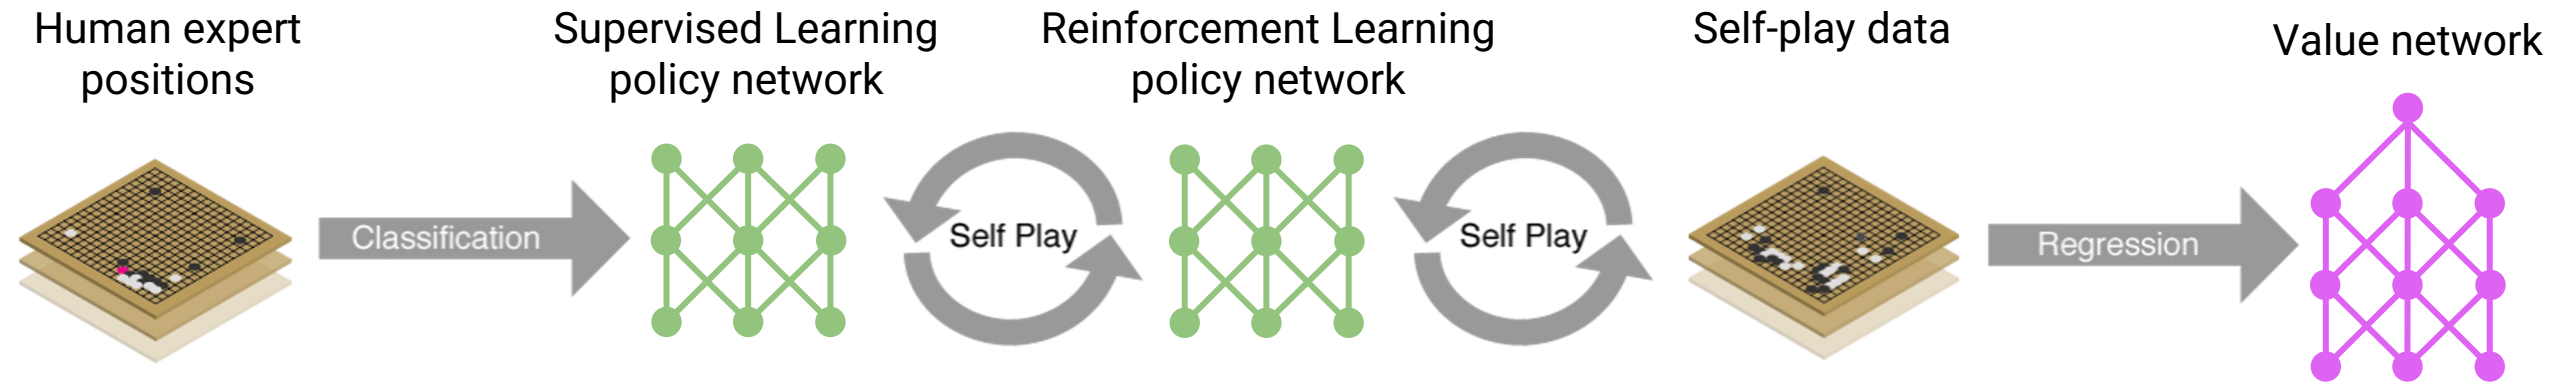 Human expert
positions
Supervised Learning
policy network
Reinforcement Learning
policy network
Self-play data
Value network
Classification
Self Play
Self Play
Regression